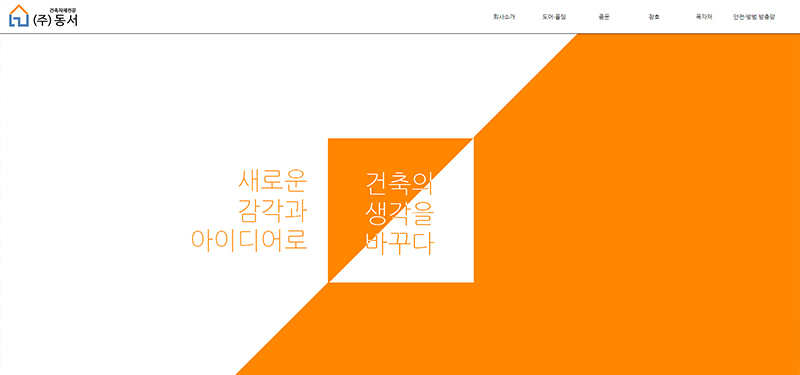 건축자재전문
(주)동서
회사소개
도어·몰딩
중문
창호
목자재
안전·방범 방충망
새로운
감각과
아이디어로
건축의
생각을
바꾸다